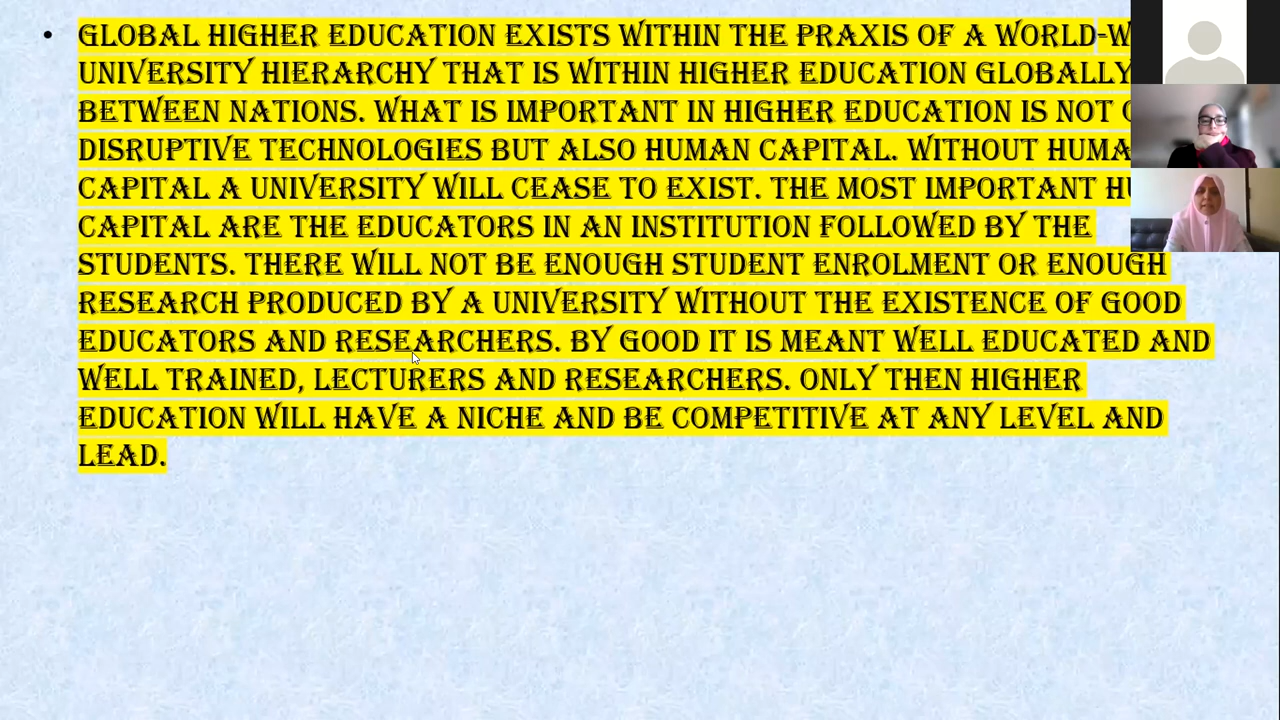 • GLOBAL HIGHER EDUCATION EXISTS WITHIN THE PRAXIS OF A WORLD-W
UNIVERSITY HIERARCHY THAT IS WITHIN HIGHER EDUCATION GLOBALLY
BETWEEN NATIONS. WHAT IS IMPORTANT IN HIGHER EDUCATION IS NOT
DISRUPTIVE TECHNOLOGIES BUT ALSO HUMAN CAPITAL. WITHOUT HUMA
CAPITAL A UNIVERSITY WILL CEASE TO EXIST. THE MOST IMPORTANT HU
CAPITAL ARE THE EDUCATORS IN AN INSTITUTION FOLLOWED BY THE
STUDENTS. THERE WILL NOT BE ENOUGH STUDENT ENROLMENT OR ENOUGH
RESEARCH PRODUCED BY A UNIVERSITY WITHOUT THE EXISTENCE OF GOOD
EDUCATORS AND RESEARCHERS. BY GOOD IT IS MEANT WELL EDUCATED AND
WELL TRAINED, LECTURERS AND RESEARCHERS. ONLY THEN HIGHER
EDUCATION WILL HAVE A NICHE AND BE COMPETITIVE AT ANY LEVEL AND
LEAD.